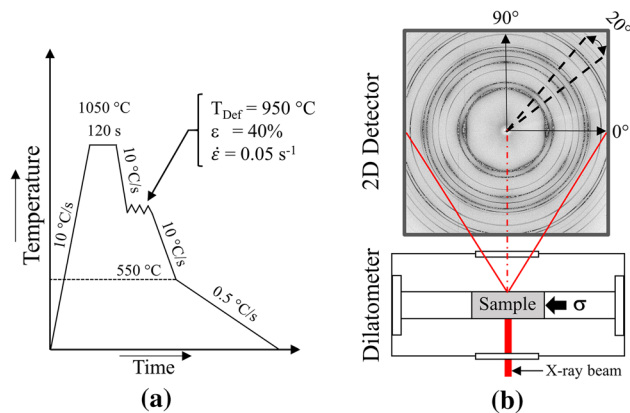 1050 °C
120 s
10 °C/s
10 °C/s
T_Def = 950 °C
ε = 40%
ε̇ = 0.05 s⁻¹
10 °C/s
550 °C
0.5 °C/s
Temperature
Time
(a)
90°
20°
0°
2D Detector
Dilatometer
Sample
σ
X-ray beam
(b)